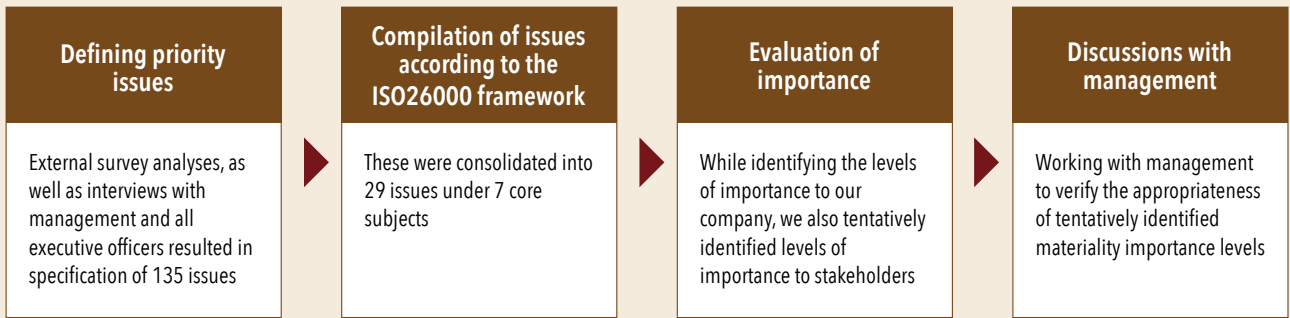 Defining priority
issues
External survey analyses, as
well as interviews with
management and all
executive officers resulted in
specification of 135 issues
Compilation of issues
according to the
ISO26000 framework
These were consolidated into
29 issues under 7 core
subjects
Evaluation of
importance
While identifying the levels
of importance to our
company, we also tentatively
identified levels of
importance to stakeholders
Discussions with
management
Working with management
to verify the appropriateness
of tentatively identified
materiality importance levels